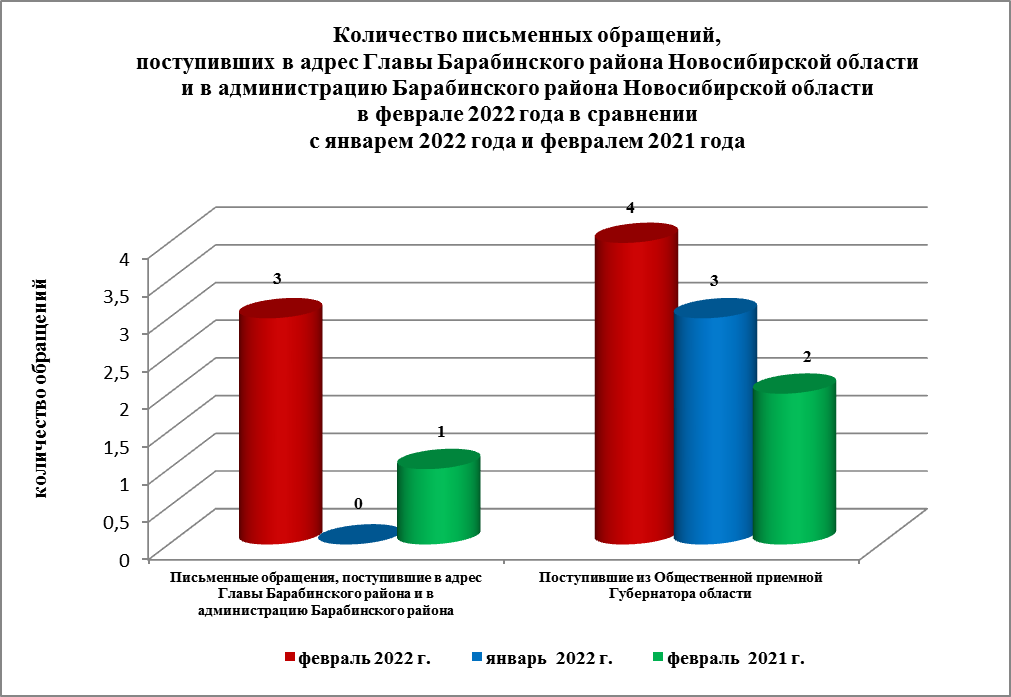 Количество письменных обращений,
поступивших в адрес Главы Барабинского района Новосибирской области
и в администрацию Барабинского района Новосибирской области
в феврале 2022 года в сравнении
с январем 2022 года и февралем 2021 года
количество обращений
4
3,5
3
2,5
2
1,5
1
0,5
0
3
0
1
4
3
2
Письменные обращения, поступившие в адрес
Главы Барабинского района и в
администрацию Барабинского района
Поступившие из Общественной приемной
Губернатора области
февраль 2022 г.
январь 2022 г.
февраль 2021 г.